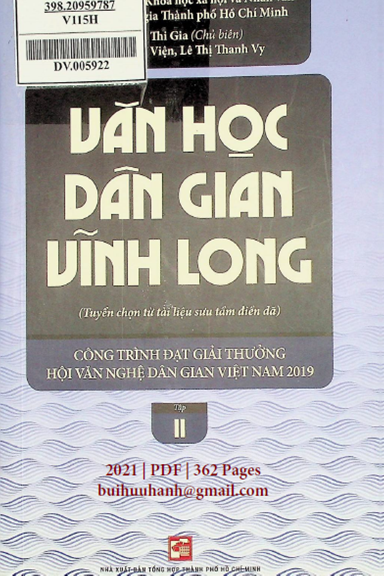 398.20959787
V115H
DV.005922
Khoa học xã hội và Nhân văn
gia Thành phố Hồ Chí Minh
Thi Gia (Chủ biên)
Viện, Lê Thị Thanh Vy
VĂN HỌC
DÂN GIAN
VĨNH LONG
(Tuyển chọn từ tài liệu sưu tầm điền dã)
CÔNG TRÌNH ĐẠT GIẢI THƯỞNG
HỘI VĂN NGHỆ DÂN GIAN VIỆT NAM 2019
Tập
II
2021 | PDF | 362 Pages
buihuuhanh@gmail.com
NHÀ XUẤT BẢN TỔNG HỢP THÀNH PHỐ HỒ CHÍ MINH